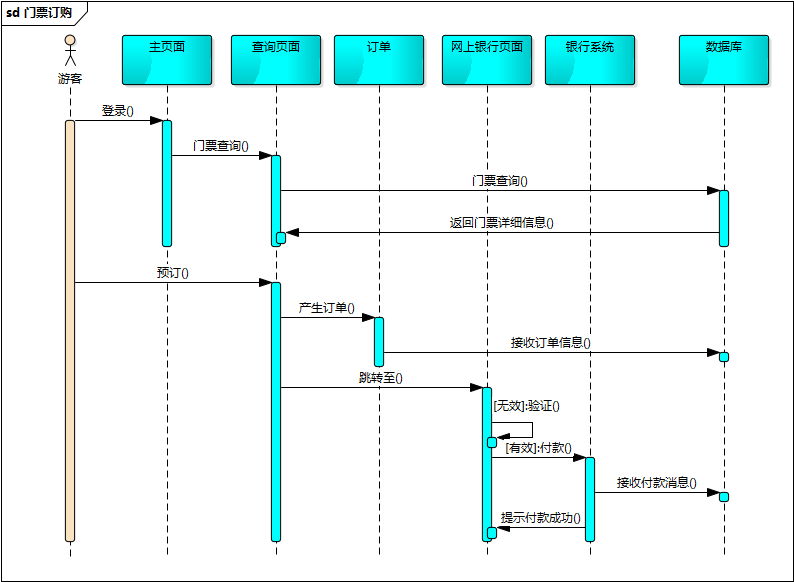 sd 门票订购
游客
主页面
查询页面
订单
网上银行页面
银行系统
数据库
登录()
门票查询()
门票查询()
返回门票详细信息()
预订()
产生订单()
接收订单信息()
跳转至()
[无效]:验证()
[有效]:付款()
接收付款消息()
提示付款成功()